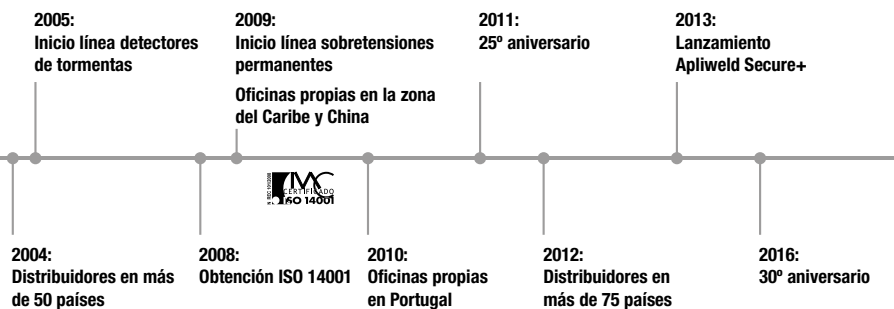 2005:
Inicio línea detectores
de tormentas
2009:
Inicio línea sobretensiones
permanentes
Oficinas propias en la zona
del Caribe y China
2011:
25º aniversario
2013:
Lanzamiento
Apliweld Secure+
CERTIFICADO
ISO 14001
2004:
Distribuidores en más
de 50 países
2008:
Obtención ISO 14001
2010:
Oficinas propias
en Portugal
2012:
Distribuidores en
más de 75 países
2016:
30º aniversario